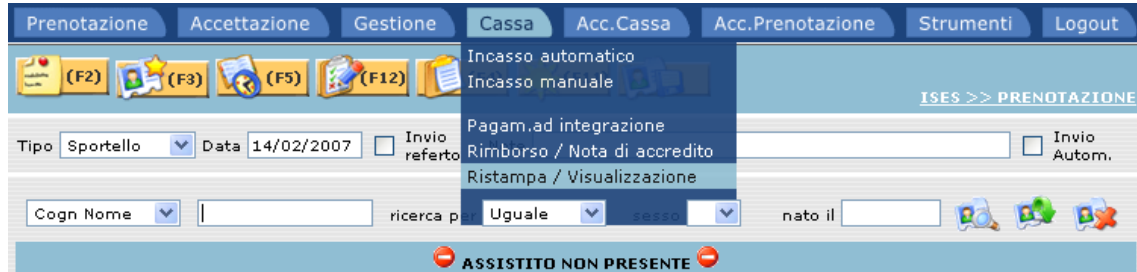 Prenotazione Accettazione Gestione Cassa Acc.Cassa Acc.Prenotazione Strumenti Logout
(F2) (F3) (F5) (F12)
Incasso automatico
Incasso manuale
Pagam.ad integrazione
Rimborso / Nota di accredito
Ristampa / Visualizzazione
ISES >> PRENOTAZIONE
Tipo Sportello Data 14/02/2007 Invio referto Invio Autom.
Cogn Nome ricerca per Uguale sesso nato il
ASSISTITO NON PRESENTE